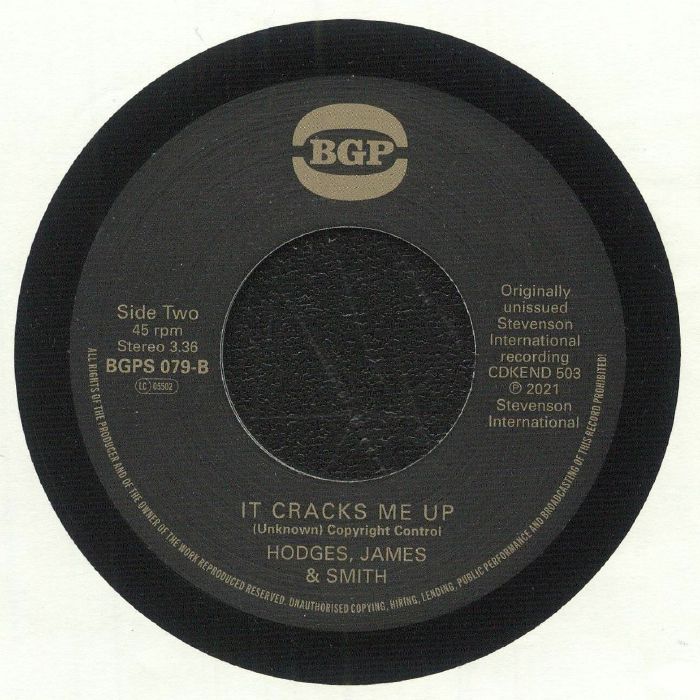 BGP
Side Two
45 rpm
Stereo 3.36
BGPS 079-B
LC 05502
Originally
unissued
Stevenson
International
recording
CDKEND 503
℗ 2021
Stevenson
International
IT CRACKS ME UP
(Unknown) Copyright Control
HODGES, JAMES
& SMITH
ALL RIGHTS OF THE PRODUCER AND OF THE OWNER OF THE WORK REPRODUCED RESERVED. UNAUTHORISED COPYING, HIRING, LENDING, PUBLIC PERFORMANCE AND BROADCASTING OF THIS RECORD PROHIBITED!